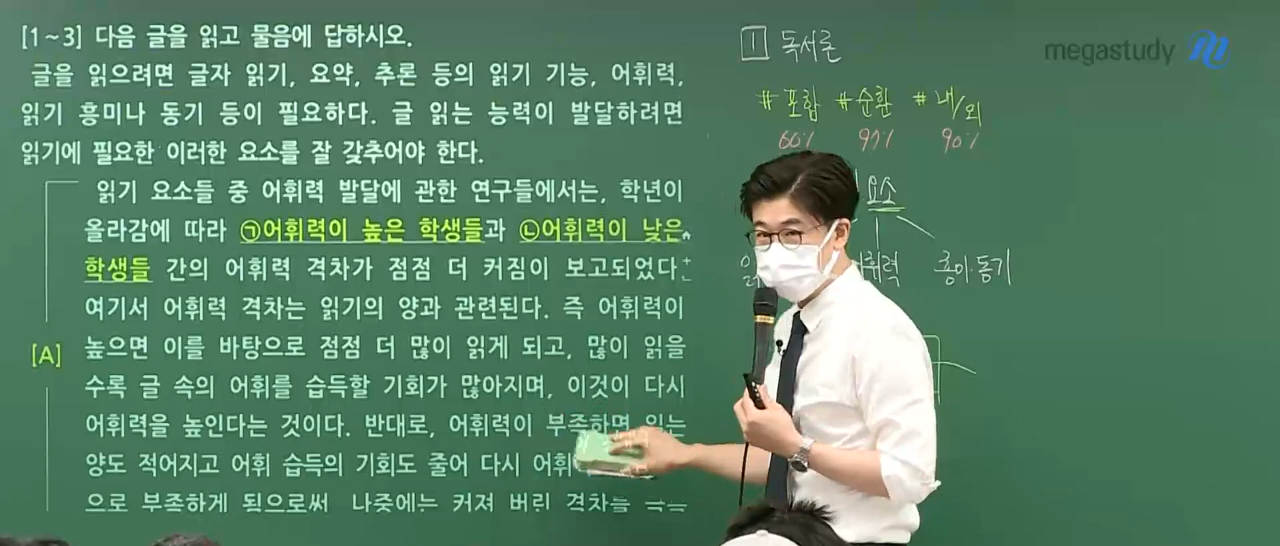 [1~3] 다음 글을 읽고 물음에 답하시오.
글을 읽으려면 글자 읽기, 요약, 추론 등의 읽기 기능, 어휘력,
읽기 흥미나 동기 등이 필요하다. 글 읽는 능력이 발달하려면
읽기에 필요한 이러한 요소를 잘 갖추어야 한다.
읽기 요소들 중 어휘력 발달에 관한 연구들에서는, 학년이
올라감에 따라 ㉠어휘력이 높은 학생들과 ㉡어휘력이 낮은
학생들 간의 어휘력 격차가 점점 더 커짐이 보고되었다.
여기서 어휘력 격차는 읽기의 양과 관련된다. 즉 어휘력이
[A]
높으면 이를 바탕으로 점점 더 많이 읽게 되고, 많이 읽을
수록 글 속의 어휘를 습득할 기회가 많아지며, 이것이 다시
어휘력을 높인다는 것이다. 반대로, 어휘력이 부족하면 읽는
양도 적어지고 어휘 습득의 기회도 줄어 다시 어휘
으로 부족하게 됨으로써 나중에는 커져 버린 격차를
1 독서론
megastudy
#포함 #순환 #내/외
60% 97% 90%
요소
읽 어휘력 흥미·동기